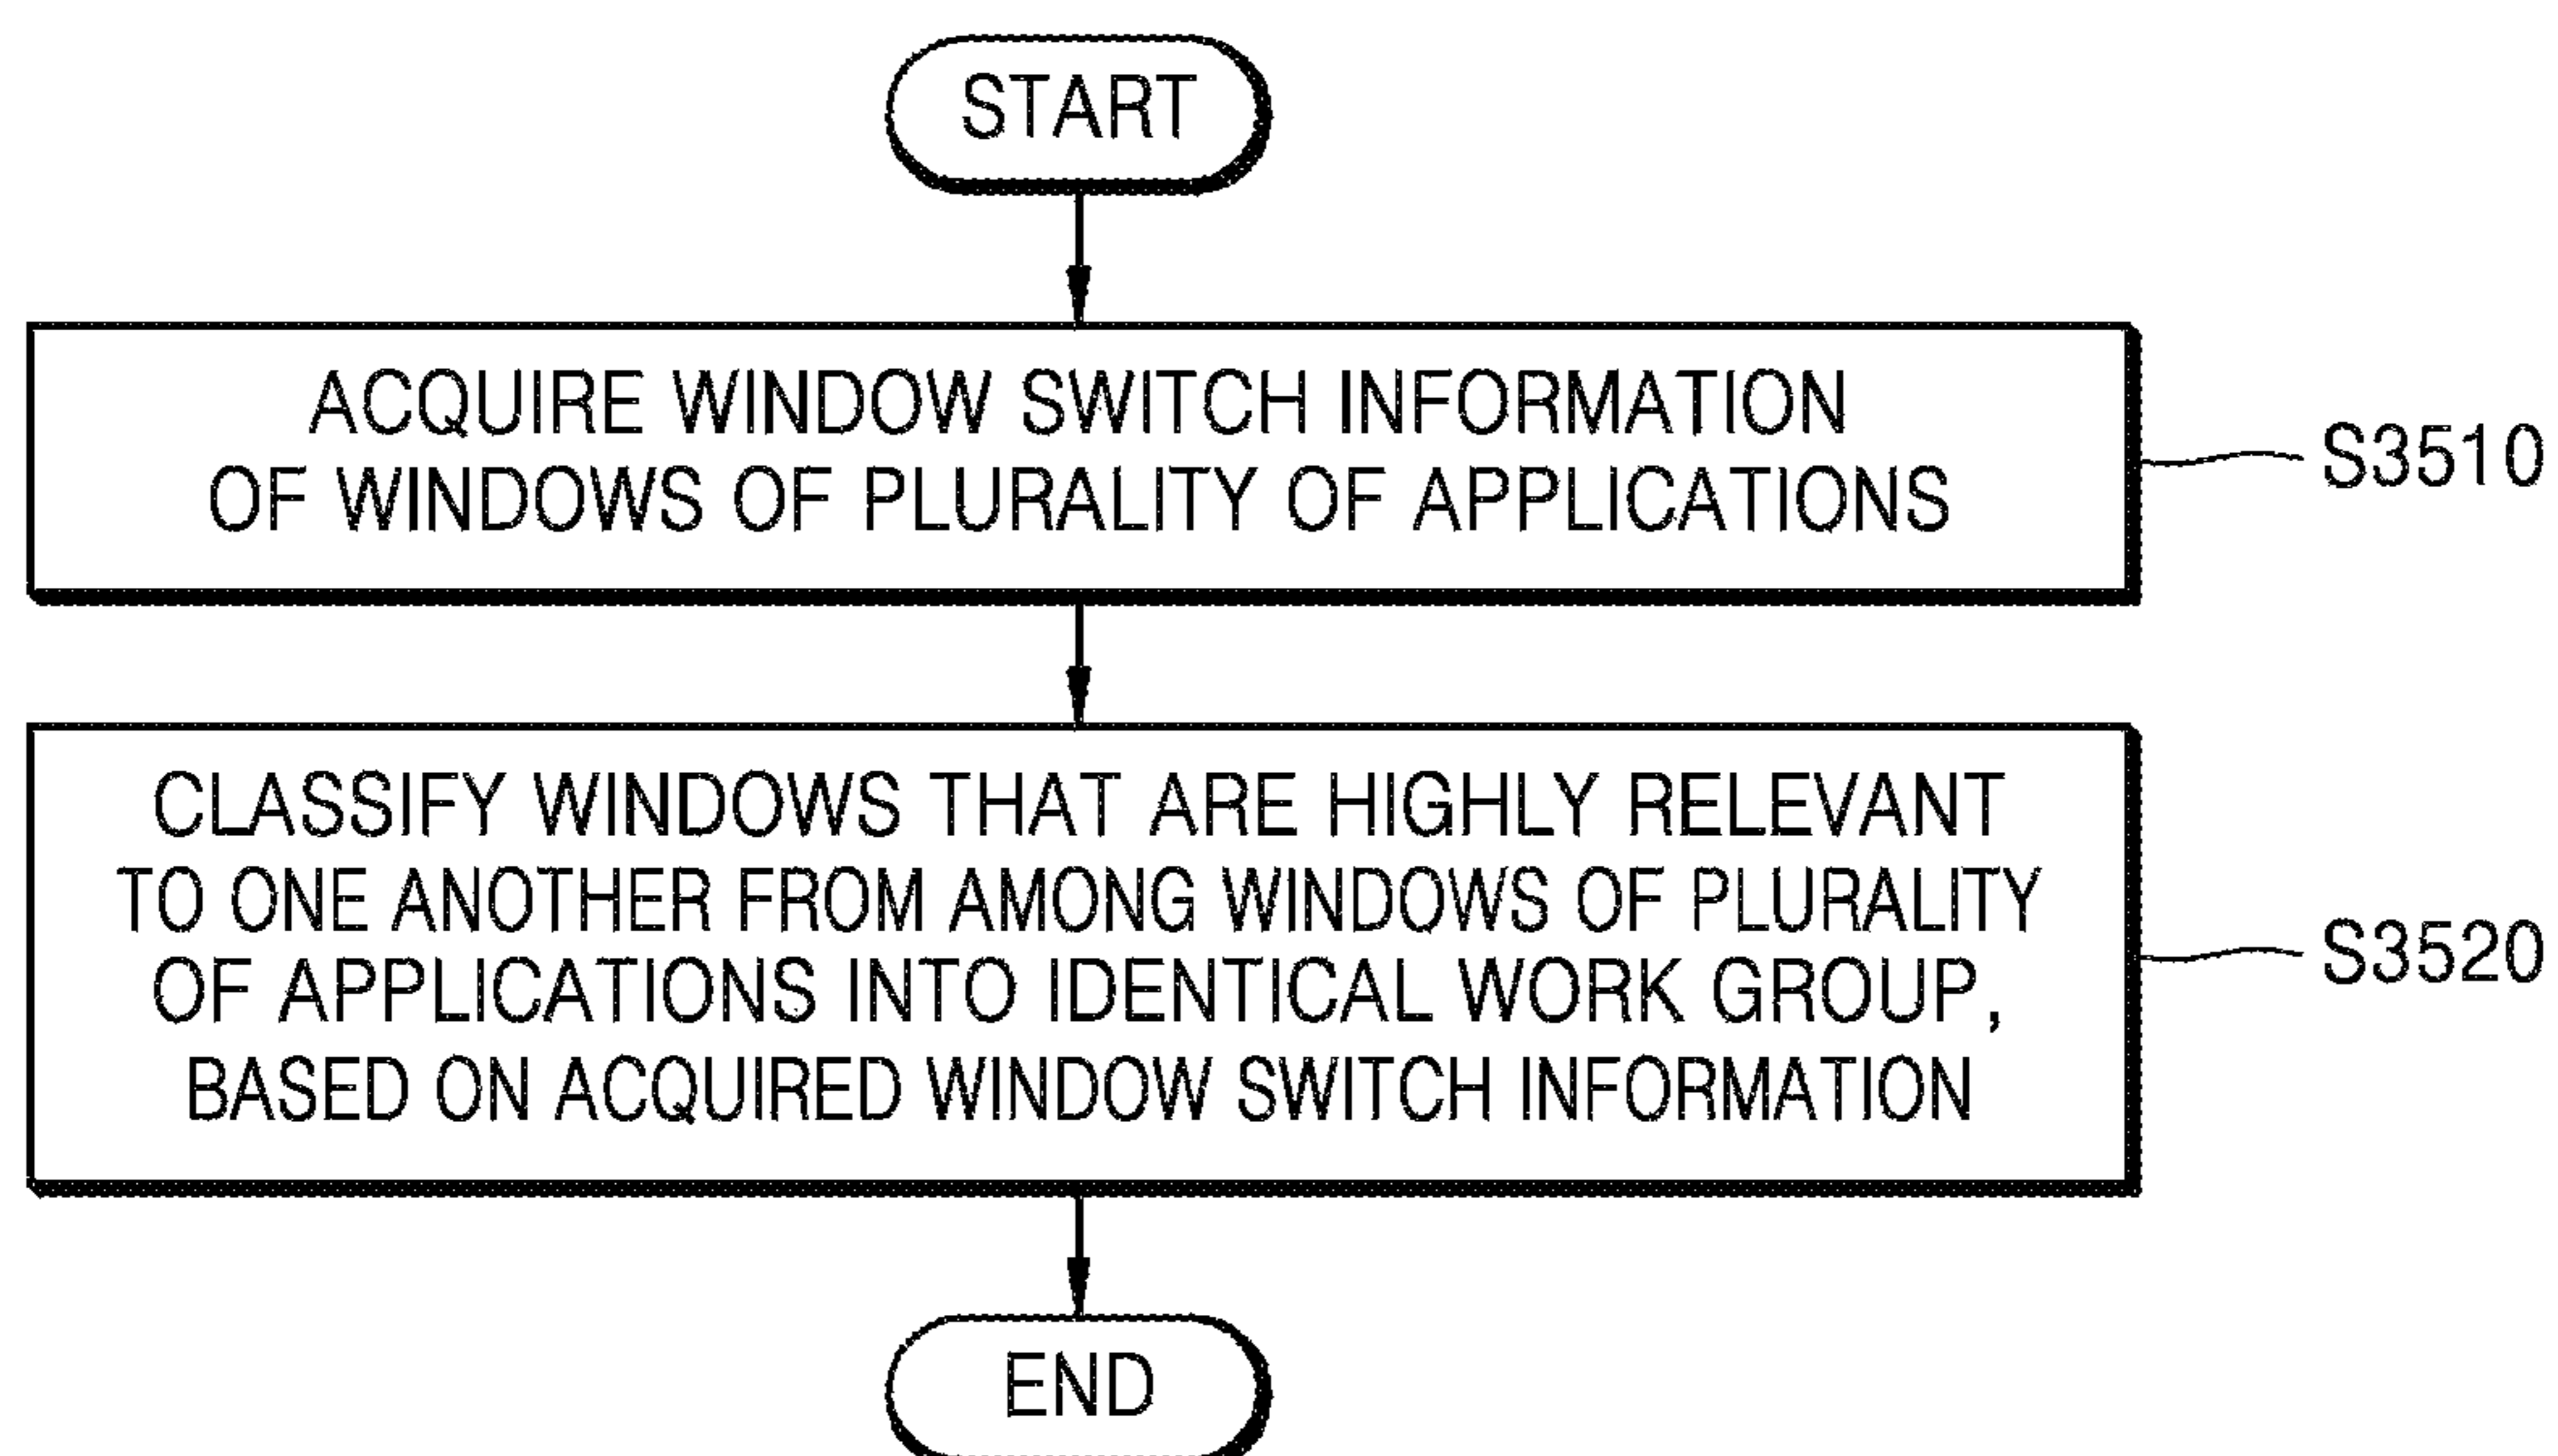 START
ACQUIRE WINDOW SWITCH INFORMATION
OF WINDOWS OF PLURALITY OF APPLICATIONS
S3510
CLASSIFY WINDOWS THAT ARE HIGHLY RELEVANT
TO ONE ANOTHER FROM AMONG WINDOWS OF PLURALITY
OF APPLICATIONS INTO IDENTICAL WORK GROUP,
BASED ON ACQUIRED WINDOW SWITCH INFORMATION
S3520
END